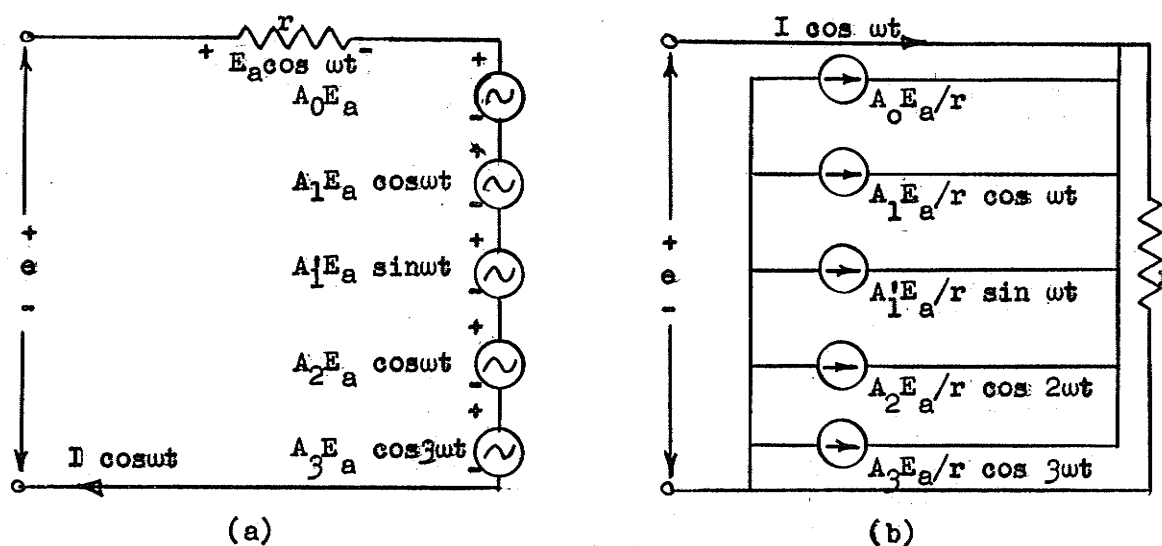 r
+ -
E_a cos ωt
A_0E_a
+
-
A_1E_a cosωt
+
-
A_1'E_a sinωt
+
-
A_2E_a cosωt
+
-
A_3E_a cos3ωt
+
-
+
e
-
D cosωt
(a)
I cos ωt
A_oE_a/r
A_1E_a/r cos ωt
A_1'E_a/r sin ωt
A_2E_a/r cos 2ωt
A_3E_a/r cos 3ωt
+
e
-
(b)